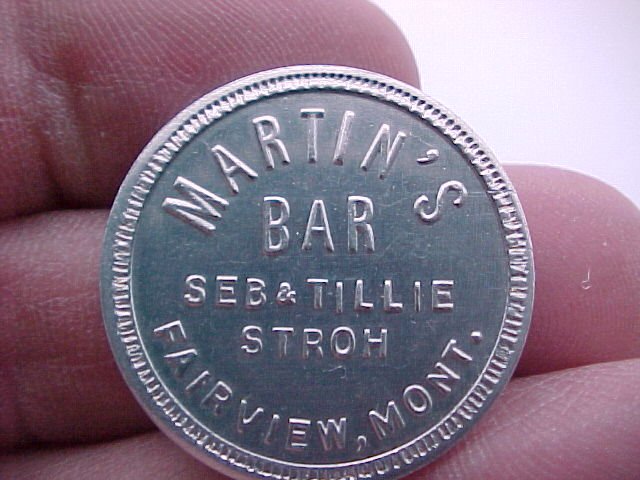 MARTIN'S
BAR
SEB & TILLIE
STROH
FAIRVIEW, MONT.